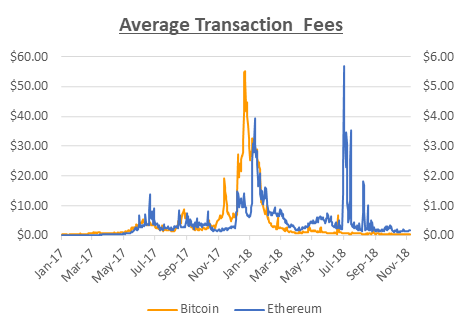 Average Transaction Fees
$60.00 $6.00
$50.00 $5.00
$40.00 $4.00
$30.00 $3.00
$20.00 $2.00
$10.00 $1.00
$0.00 $0.00
Jan-17 Mar-17 May-17 Jul-17 Sep-17 Nov-17 Jan-18 Mar-18 May-18 Jul-18 Sep-18 Nov-18
Bitcoin Ethereum